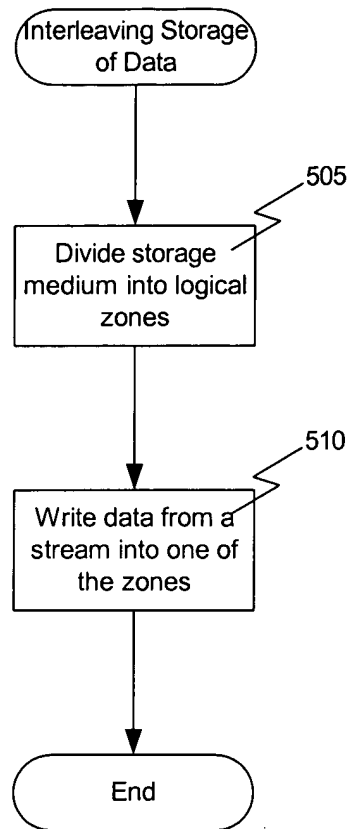 Interleaving Storage
of Data
505
Divide storage
medium into logical
zones
510
Write data from a
stream into one of
the zones
End